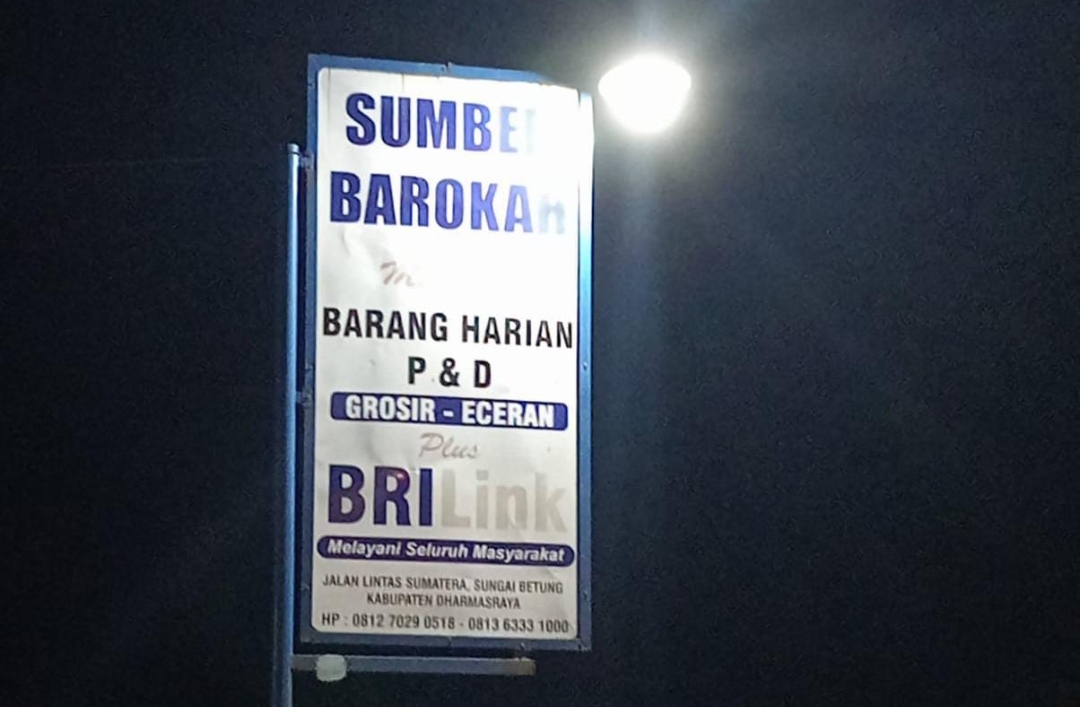 SUMBER
BAROKAH
BARANG HARIAN
P & D
GROSIR - ECERAN
Plus
BRILink
Melayani Seluruh Masyarakat
JALAN LINTAS SUMATERA, SUNGAI BETUNG
KABUPATEN DHARMASRAYA
HP : 0812 7029 0518 - 0813 6333 1000